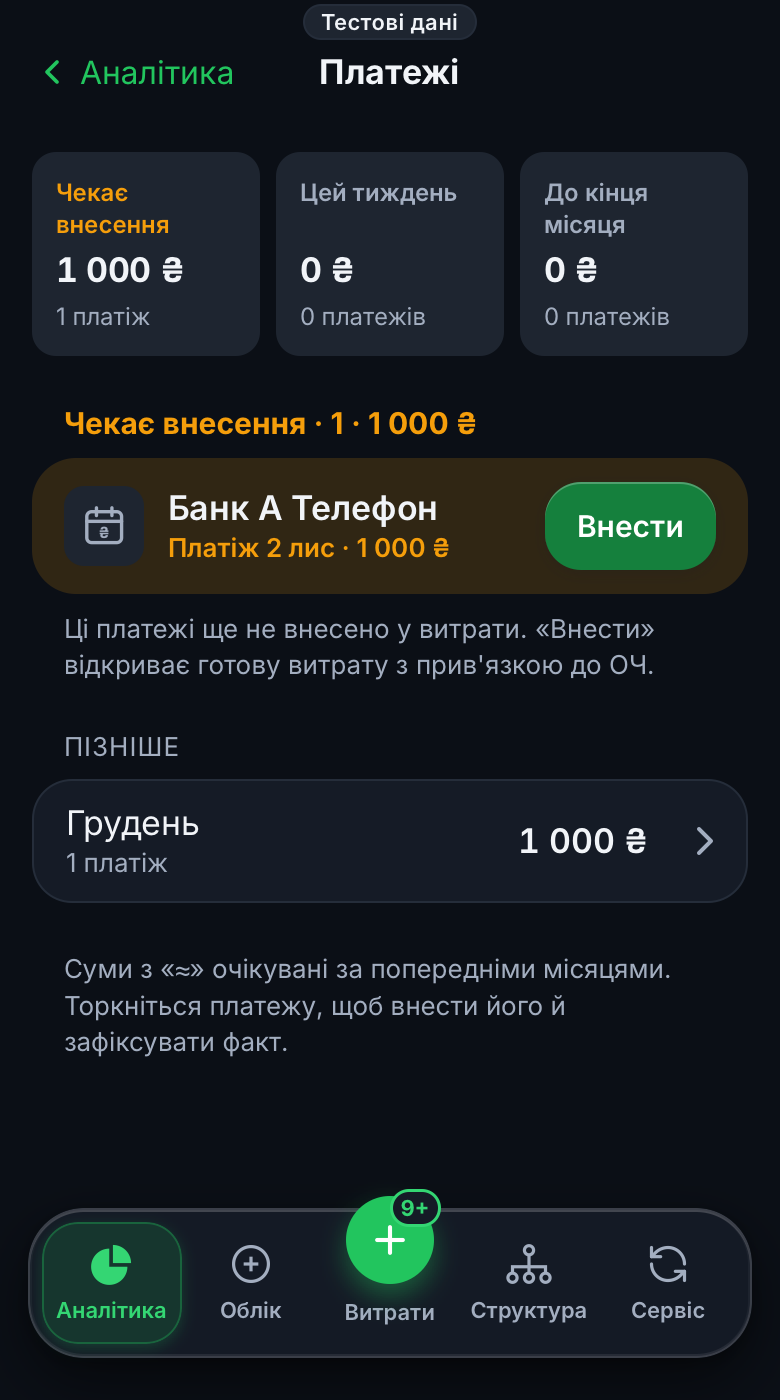 Тестові дані
Аналітика
Платежі
Чекає
внесення
1 000 ₴
1 платіж
Цей тиждень
0 ₴
0 платежів
До кінця
місяця
0 ₴
0 платежів
Чекає внесення · 1 · 1 000 ₴
₴
Банк А Телефон
Платіж 2 лис · 1 000 ₴
Внести
Ці платежі ще не внесено у витрати. «Внести»
відкриває готову витрату з прив'язкою до ОЧ.
ПІЗНІШЕ
Грудень
1 платіж
1 000 ₴
Суми з «≈» очікувані за попередніми місяцями.
Торкніться платежу, щоб внести його й
зафіксувати факт.
9+
Аналітика
Облік
Витрати
Структура
Сервіс